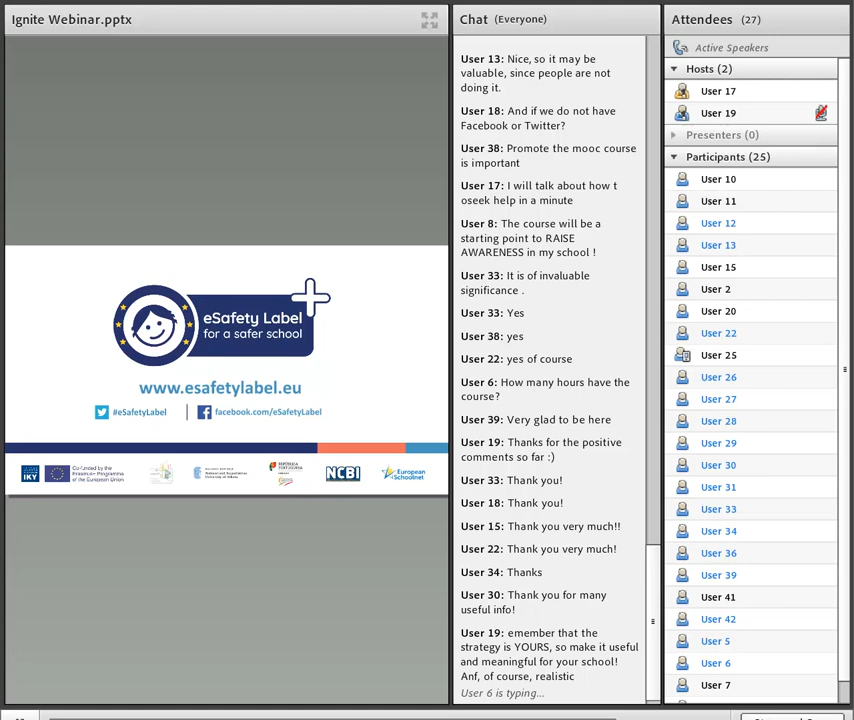 Ignite Webinar.pptx
eSafety Label
for a safer school
www.esafetylabel.eu
#eSafetyLabel
facebook.com/eSafetyLabel
IKY
Co-funded by the
Erasmus+ Programme
of the European Union
NCBI
European
Schoolnet
Chat (Everyone)
User 13: Nice, so it may be
valuable, since people are not
doing it.
User 18: And if we do not have
Facebook or Twitter?
User 38: Promote the mooc course
is important
User 17: I will talk about how t
oseek help in a minute
User 8: The course will be a
starting point to RAISE
AWARENESS in my school !
User 33: It is of invaluable
significance .
User 33: Yes
User 38: yes
User 22: yes of course
User 6: How many hours have the
course?
User 39: Very glad to be here
User 19: Thanks for the positive
comments so far :)
User 33: Thank you!
User 18: Thank you!
User 15: Thank you very much!!
User 22: Thank you very much!
User 34: Thanks
User 30: Thank you for many
useful info!
User 19: emember that the
strategy is YOURS, so make it useful
and meaningful for your school!
Anf, of course, realistic
User 6 is typing...
Attendees (27)
Active Speakers
Hosts (2)
User 17
User 19
Presenters (0)
Participants (25)
User 10
User 11
User 12
User 13
User 15
User 2
User 20
User 22
User 25
User 26
User 27
User 28
User 29
User 30
User 31
User 33
User 34
User 36
User 39
User 41
User 42
User 5
User 6
User 7